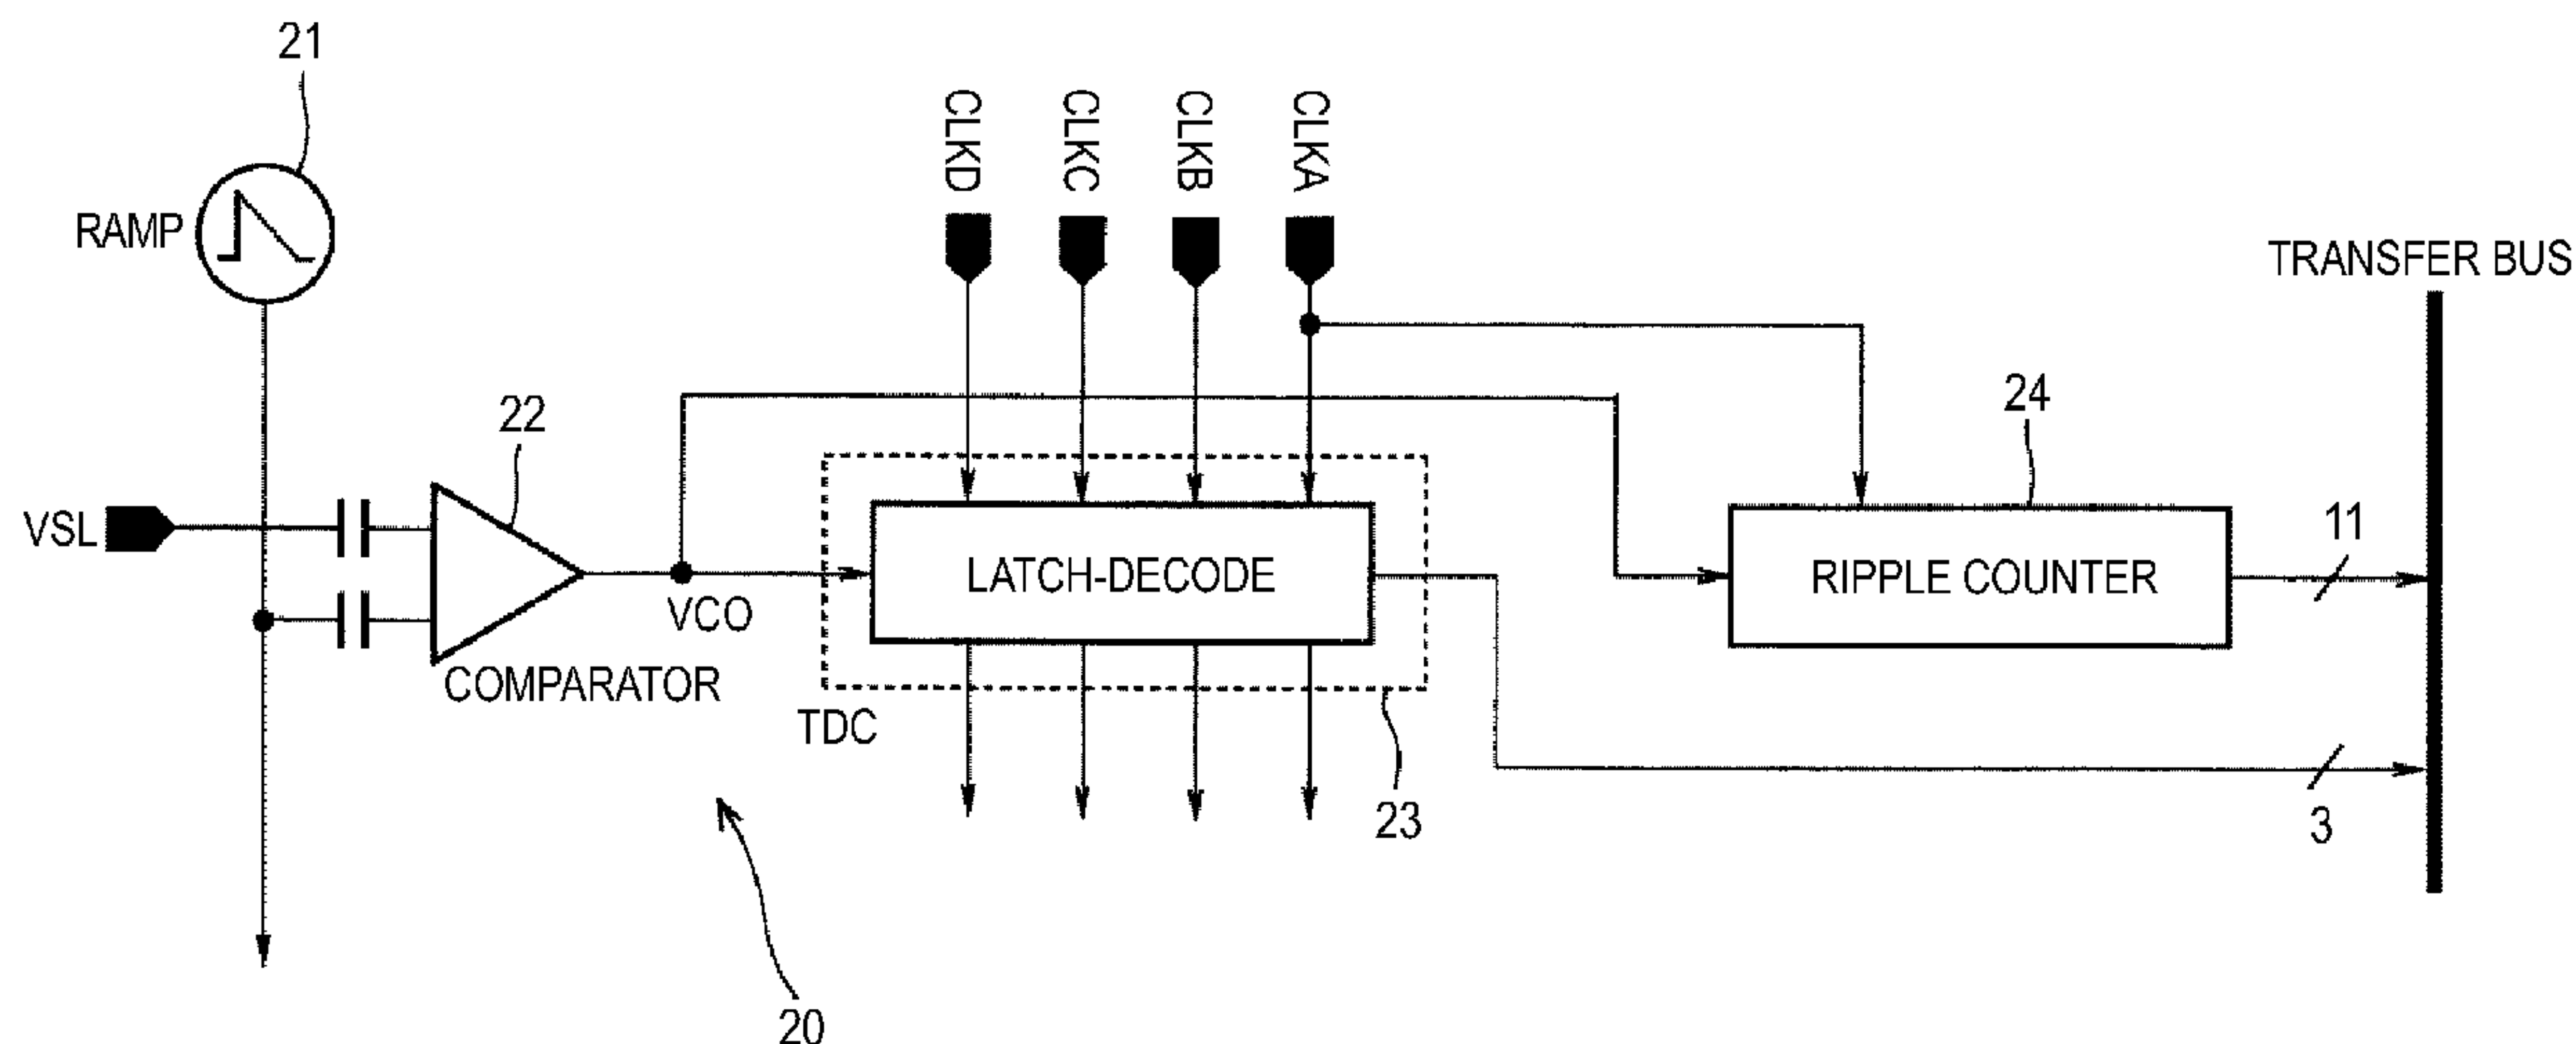 21
RAMP
CLKD
CLKC
CLKB
CLKA
TRANSFER BUS
22
24
VSL
VCO
COMPARATOR
LATCH-DECODE
TDC
23
RIPPLE COUNTER
11
3
20